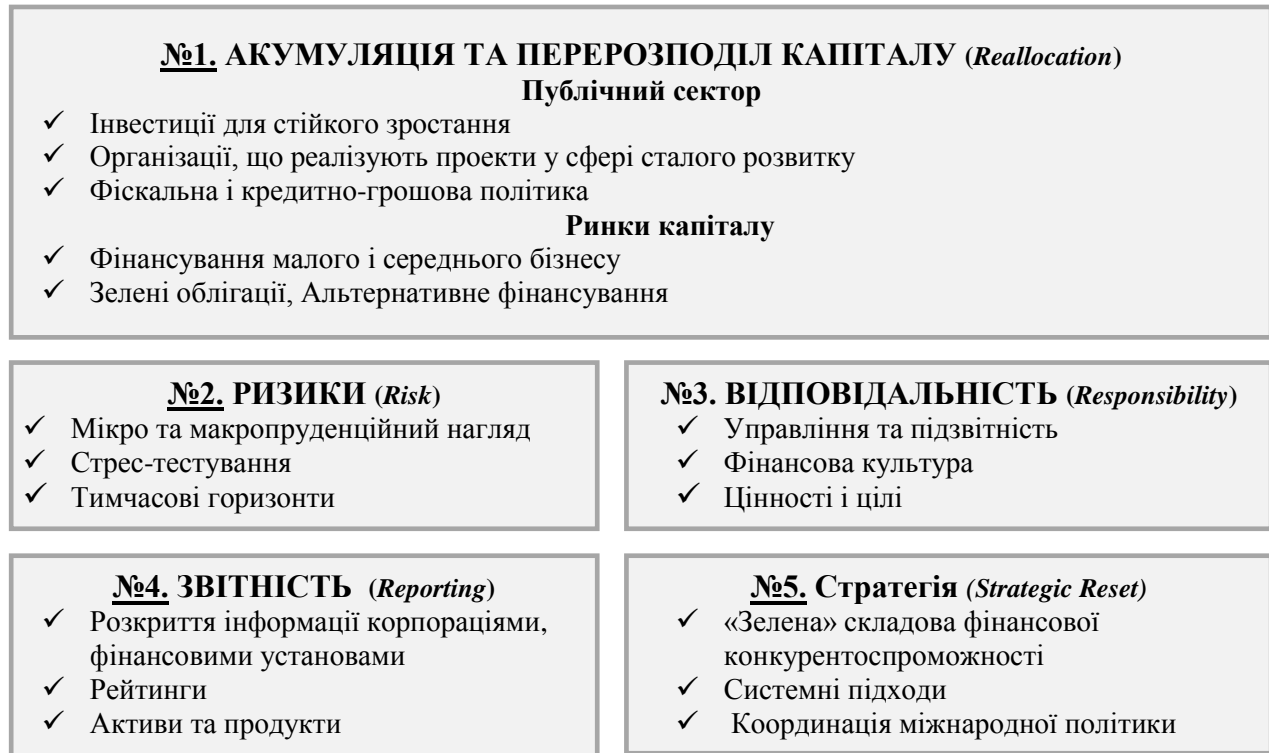 №1. АКУМУЛЯЦІЯ ТА ПЕРЕРОЗПОДІЛ КАПІТАЛУ (Reallocation)
Публічний сектор
✓ Інвестиції для стійкого зростання
✓ Організації, що реалізують проекти у сфері сталого розвитку
✓ Фіскальна і кредитно-грошова політика
Ринки капіталу
✓ Фінансування малого і середнього бізнесу
✓ Зелені облігації, Альтернативне фінансування
№2. РИЗИКИ (Risk)
✓ Мікро та макропруденційний нагляд
✓ Стрес-тестування
✓ Тимчасові горизонти
№3. ВІДПОВІДАЛЬНІСТЬ (Responsibility)
✓ Управління та підзвітність
✓ Фінансова культура
✓ Цінності і цілі
№4. ЗВІТНІСТЬ (Reporting)
✓ Розкриття інформації корпораціями,
фінансовими установами
✓ Рейтинги
✓ Активи та продукти
№5. Стратегія (Strategic Reset)
✓ «Зелена» складова фінансової
конкурентоспроможності
✓ Системні підходи
✓ Координація міжнародної політики